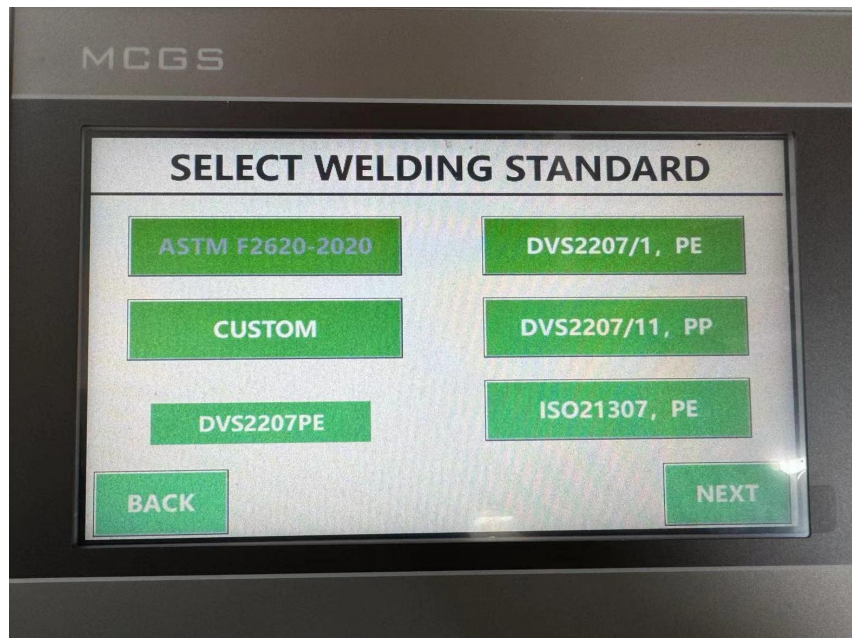 MCGS
SELECT WELDING STANDARD
ASTM F2620-2020
DVS2207/1, PE
CUSTOM
DVS2207/11, PP
DVS2207PE
ISO21307, PE
BACK
NEXT